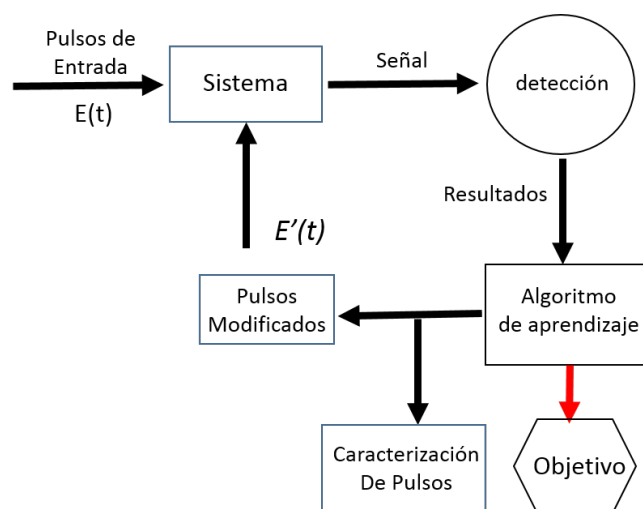 Pulsos de
Entrada
E(t)
Sistema
Señal
detección
Resultados
E’(t)
Pulsos
Modificados
Algoritmo
de aprendizaje
Caracterización
De Pulsos
Objetivo